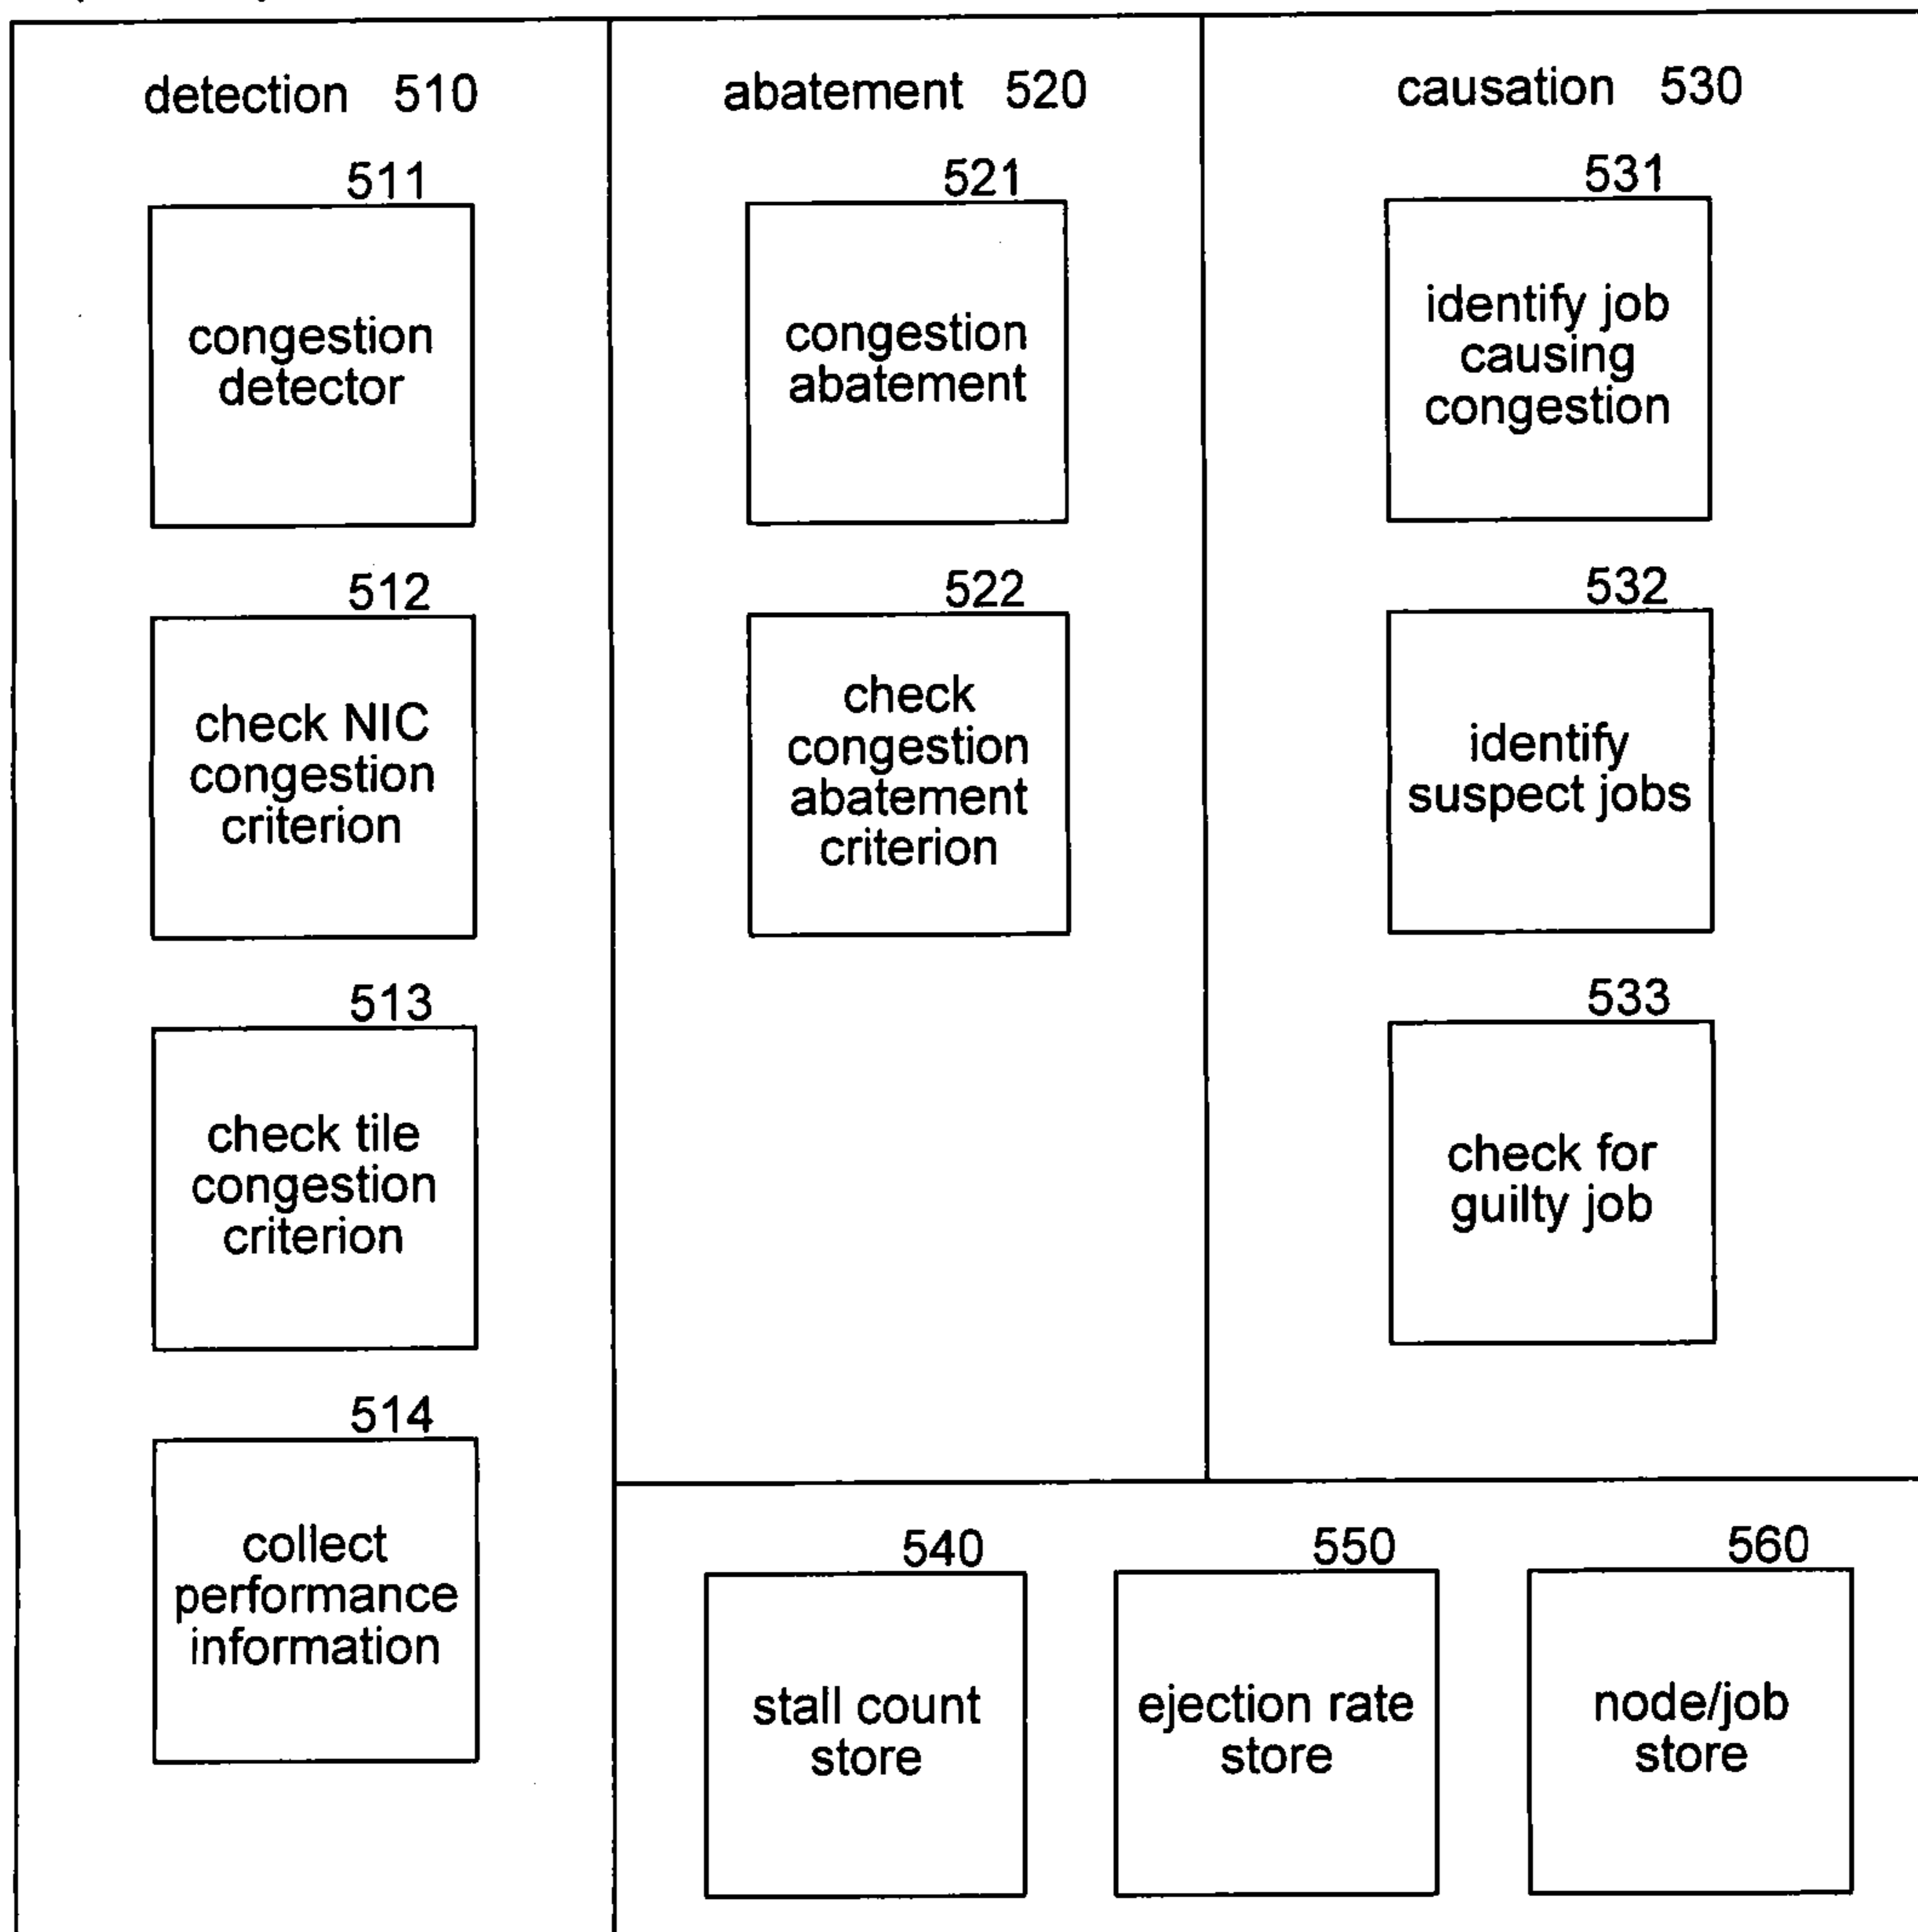 detection 510
511
congestion
detector
512
check NIC
congestion
criterion
513
check tile
congestion
criterion
514
collect
performance
information
abatement 520
521
congestion
abatement
522
check
congestion
abatement
criterion
causation 530
531
identify job
causing
congestion
532
identify
suspect jobs
533
check for
guilty job
540
stall count
store
550
ejection rate
store
560
node/job
store